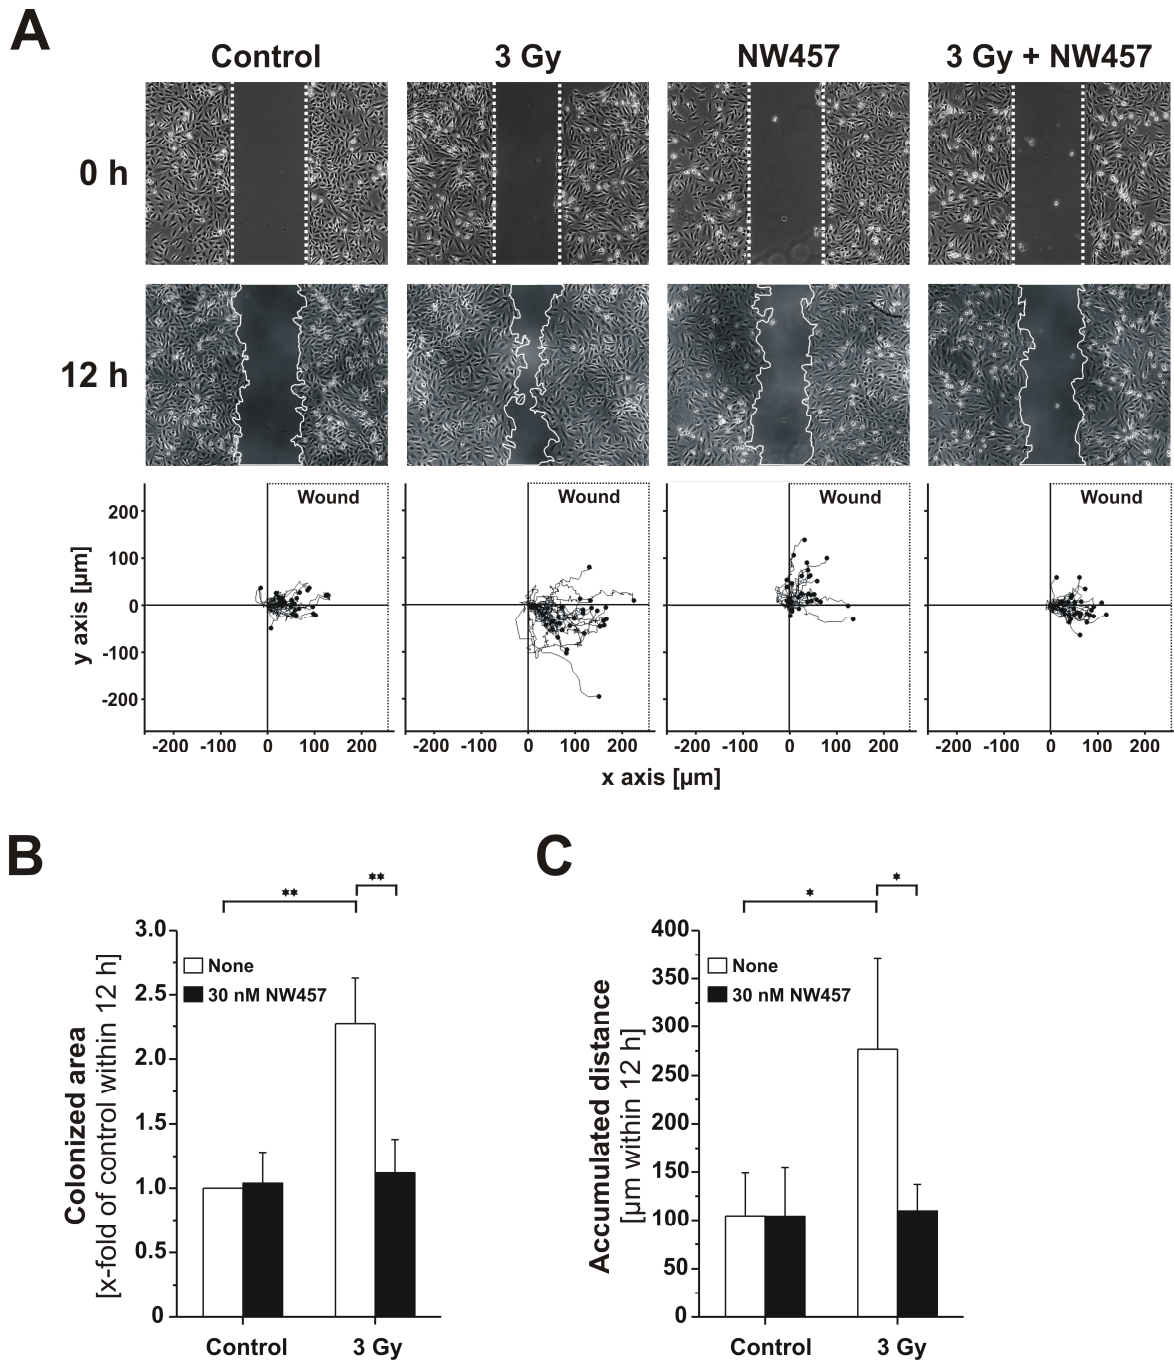 A
Control
3 Gy
NW457
3 Gy + NW457
0 h
12 h
Wound
Wound
Wound
Wound
y axis [µm]
200
100
0
-100
-200
-200 -100 0 100 200
-200 -100 0 100 200
-200 -100 0 100 200
-200 -100 0 100 200
x axis [µm]
B
**
**
Colonized area
[x-fold of control within 12 h]
3.0
2.5
2.0
1.5
1.0
0.5
0
None
30 nM NW457
Control
3 Gy
C
*
*
Accumulated distance
[µm within 12 h]
400
350
300
250
200
150
100
50
0
None
30 nM NW457
Control
3 Gy